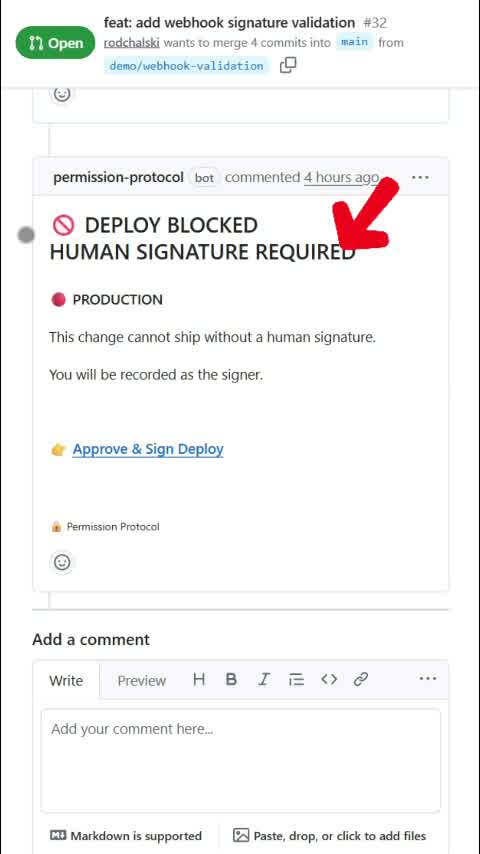 feat: add webhook signature validation #32
Open
rodchalski wants to merge 4 commits into main from
demo/webhook-validation
permission-protocol bot commented 4 hours ago
DEPLOY BLOCKED
HUMAN SIGNATURE REQUIRED
PRODUCTION
This change cannot ship without a human signature.
You will be recorded as the signer.
Approve & Sign Deploy
Permission Protocol
Add a comment
Write Preview H B I
Add your comment here...
Markdown is supported
Paste, drop, or click to add files